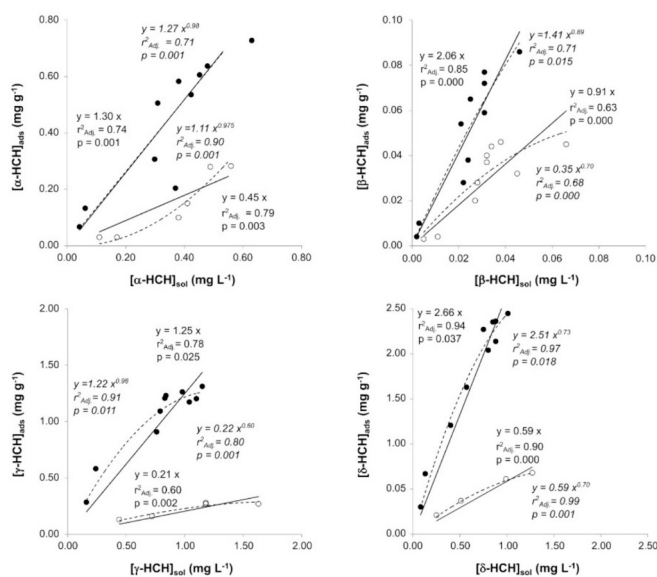 0.80
0.60
0.40
0.20
0.00
0.00
0.20
0.40
0.60
0.80
[α-HCH]ads (mg g-1)
[α-HCH]sol (mg L-1)
y = 1.27 x0.98
r2Adj. = 0.71
p = 0.001
y = 1.30 x
r2Adj. = 0.74
p = 0.001
y = 1.11 x0.975
r2Adj. = 0.90
p = 0.001
y = 0.45 x
r2Adj. = 0.79
p = 0.003
0.10
0.08
0.06
0.04
0.02
0.00
0.00
0.02
0.04
0.06
0.08
0.10
[β-HCH]ads (mg g-1)
[β-HCH]sol (mg L-1)
y = 2.06 x
r2Adj. = 0.85
p = 0.000
y = 1.41 x0.89
r2Adj. = 0.71
p = 0.015
y = 0.91 x
r2Adj. = 0.63
p = 0.000
y = 0.35 x0.70
r2Adj. = 0.68
p = 0.000
2.00
1.50
1.00
0.50
0.00
0.00
0.50
1.00
1.50
2.00
[γ-HCH]ads (mg g-1)
[γ-HCH]sol (mg L-1)
y = 1.25 x
r2Adj. = 0.78
p = 0.025
y = 1.22 x0.98
r2Adj. = 0.91
p = 0.011
y = 0.22 x0.60
r2Adj. = 0.80
p = 0.001
y = 0.21 x
r2Adj. = 0.60
p = 0.002
2.50
2.00
1.50
1.00
0.50
0.00
0.00
0.50
1.00
1.50
2.00
2.50
[δ-HCH]ads (mg g-1)
[δ-HCH]sol (mg L-1)
y = 2.66 x
r2Adj. = 0.94
p = 0.037
y = 2.51 x0.73
r2Adj. = 0.97
p = 0.018
y = 0.59 x
r2Adj. = 0.90
p = 0.000
y = 0.59 x0.70
r2Adj. = 0.99
p = 0.001